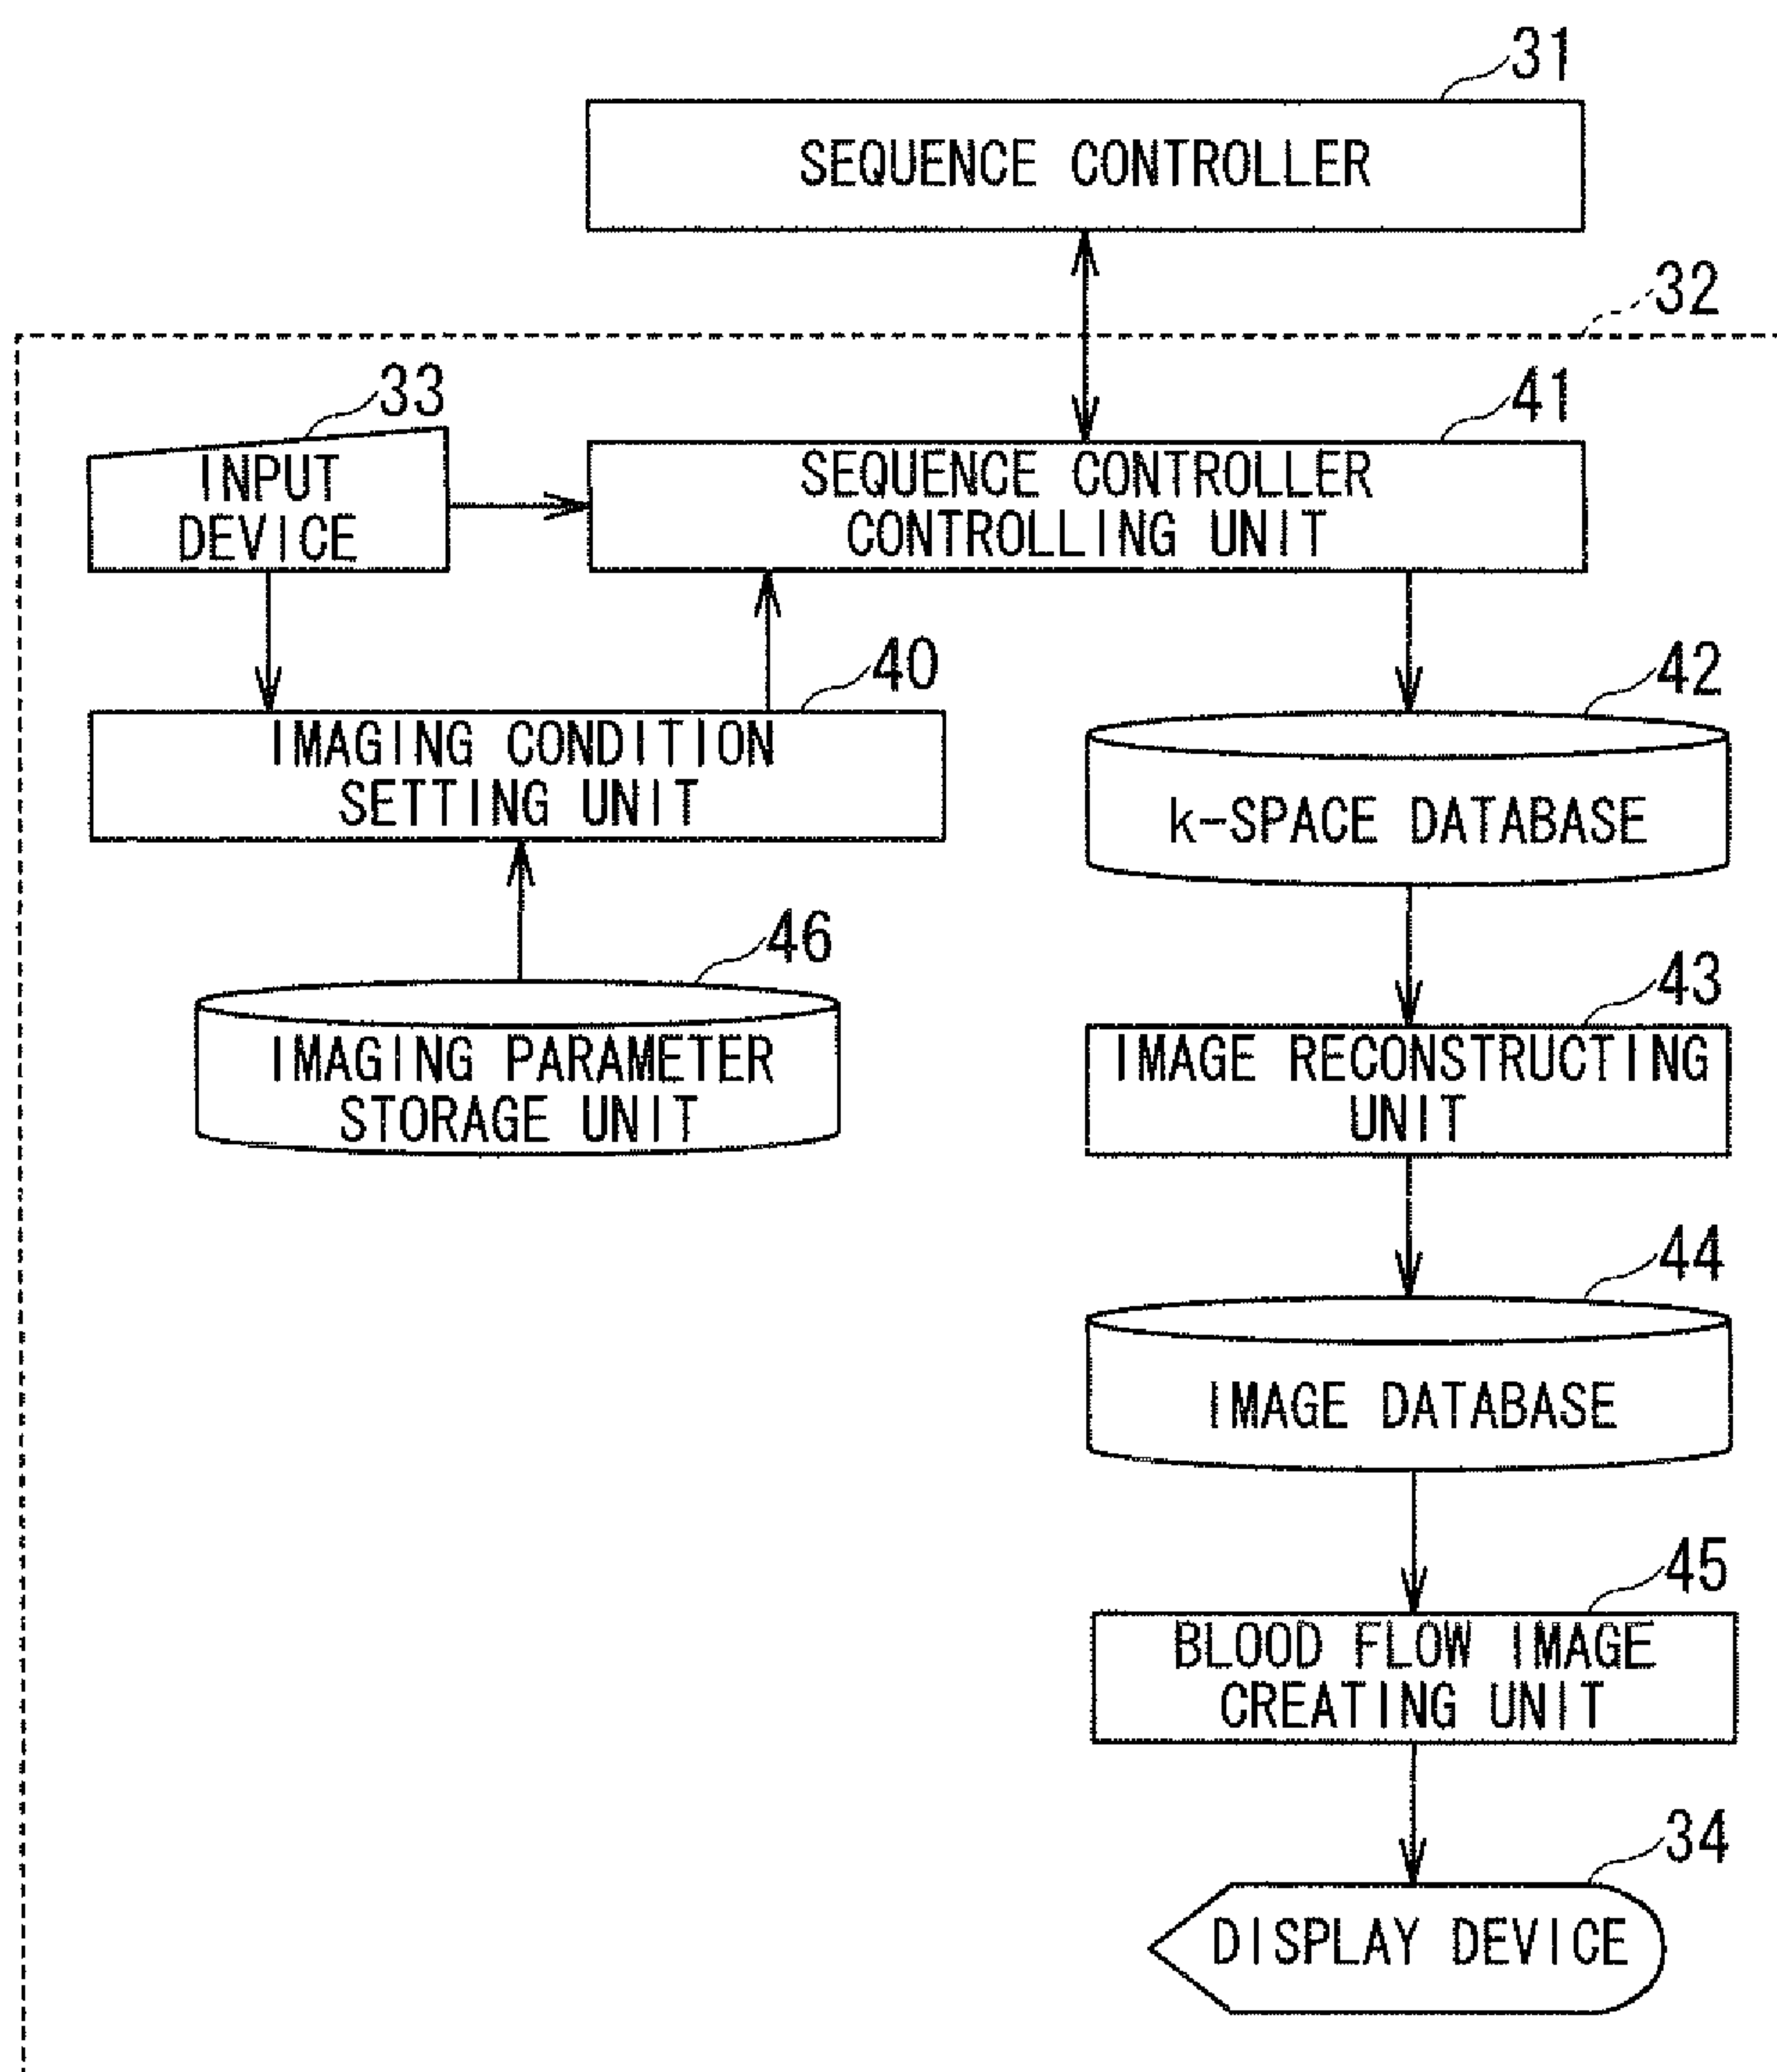 31
SEQUENCE CONTROLLER
32
33
INPUT
DEVICE
41
SEQUENCE CONTROLLER
CONTROLLING UNIT
40
IMAGING CONDITION
SETTING UNIT
42
k-SPACE DATABASE
46
IMAGING PARAMETER
STORAGE UNIT
43
IMAGE RECONSTRUCTING
UNIT
44
IMAGE DATABASE
45
BLOOD FLOW IMAGE
CREATING UNIT
34
DISPLAY DEVICE